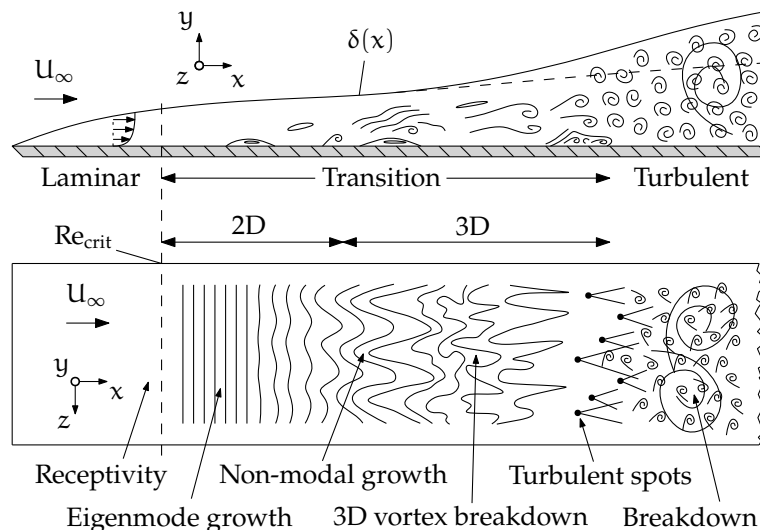 y
z
x
δ(x)
U∞
Laminar
Transition
Turbulent
Re_crit
2D
3D
U∞
y
x
z
Receptivity
Non-modal growth
Turbulent spots
Eigenmode growth
3D vortex breakdown
Breakdown